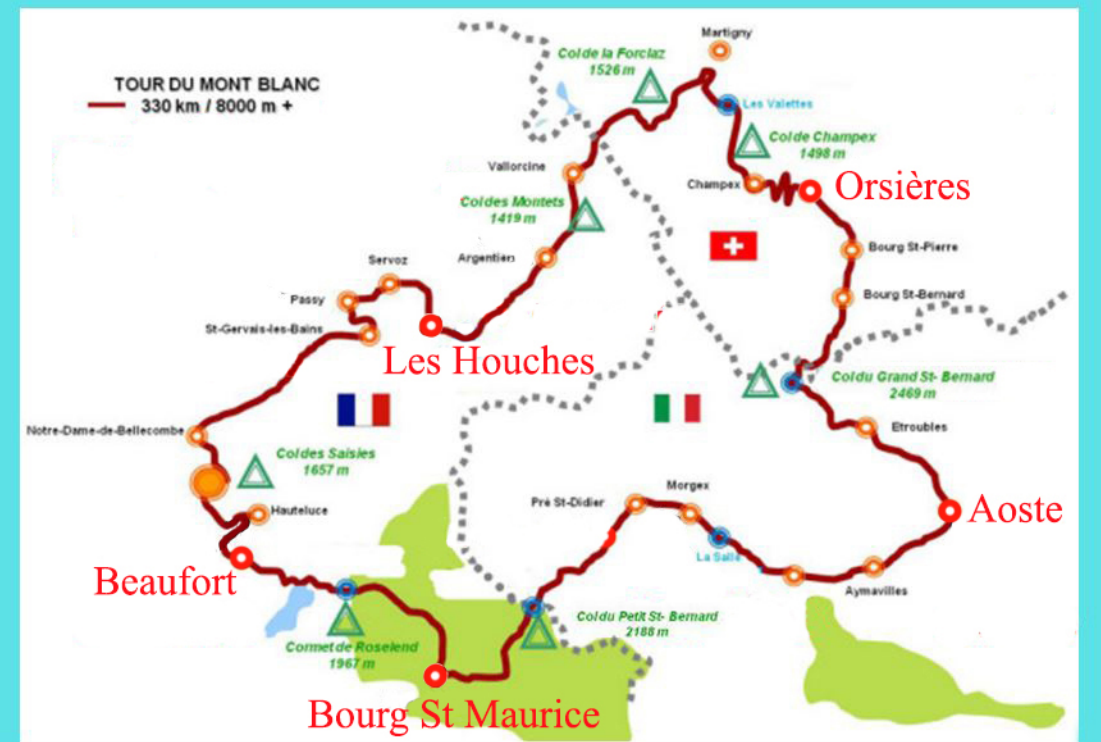 Martigny
Col de la Forclaz
1526 m
TOUR DU MONT BLANC
330 km / 8000 m +
Les Valettes
Col de Champex
1498 m
Vallorcine
Champex
Orsières
Col des Montets
1419 m
Bourg St-Pierre
Argentien
Servoz
Passy
Bourg St-Bernard
St-Gervais-les-Bains
Les Houches
Col du Grand St- Bernard
2469 m
Etroubles
Notre-Dame-de-Bellecombe
Col des Saisies
1657 m
Morgex
Pré St-Didier
Hauteluce
Aoste
La Salle
Beaufort
Aymavilles
Col du Petit St- Bernard
2188 m
Cormet de Roselend
1967 m
Bourg St Maurice